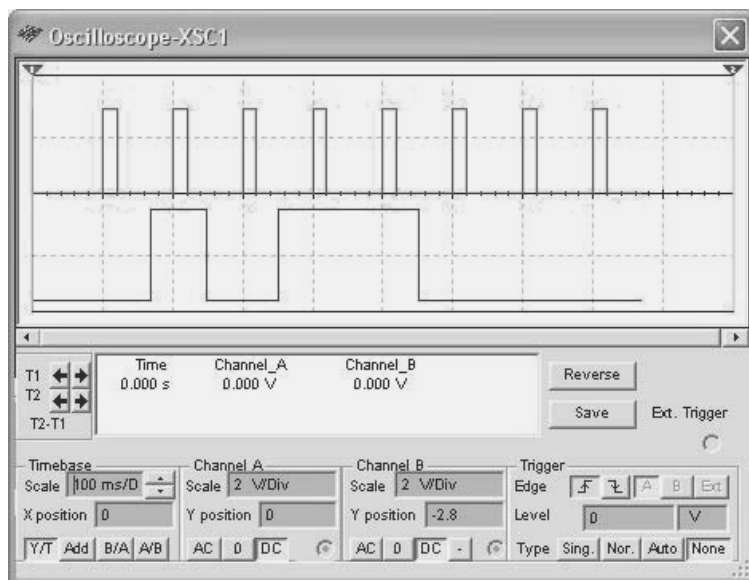 Oscilloscope-XSC1
1 2
Time Channel_A Channel_B
T1 0.000 s 0.000 V 0.000 V
T2
T2-T1
Reverse
Save
Ext. Trigger
Timebase
Scale 100 ms/D
X position 0
Y/T Add B/A A/B
Channel A
Scale 2 V/Div
Y position 0
AC 0 DC
Channel B
Scale 2 V/Div
Y position -2.8
AC 0 DC -
Trigger
Edge A B Ext
Level 0 V
Type Sing. Nor. Auto None